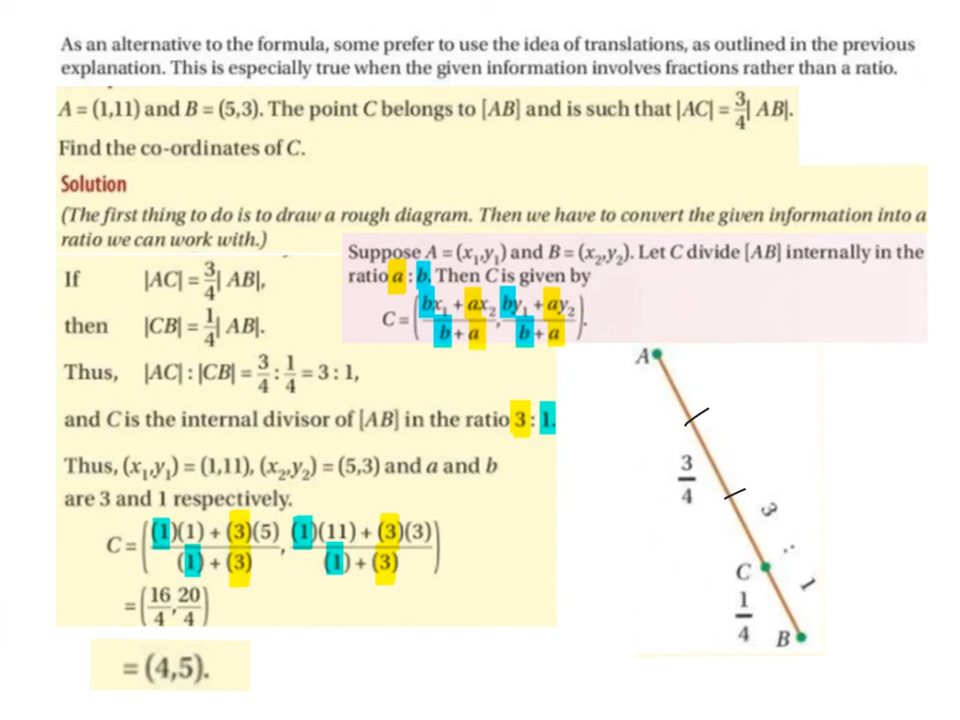 As an alternative to the formula, some prefer to use the idea of translations, as outlined in the previous
explanation. This is especially true when the given information involves fractions rather than a ratio.
A = (1,11) and B = (5,3). The point C belongs to [AB] and is such that |AC| = 3/4| AB|.
Find the co-ordinates of C.
Solution
(The first thing to do is to draw a rough diagram. Then we have to convert the given information into a
ratio we can work with.)
Suppose A = (x₁,y₁) and B = (x₂,y₂). Let C divide [AB] internally in the
ratio a : b. Then C is given by
C = ((bx₁ + ax₂)/(b + a), (by₁ + ay₂)/(b + a)).
If |AC| = 3/4| AB|,
then |CB| = 1/4| AB|.
Thus, |AC| : |CB| = 3/4 : 1/4 = 3 : 1,
and C is the internal divisor of [AB] in the ratio 3 : 1.
Thus, (x₁,y₁) = (1,11), (x₂,y₂) = (5,3) and a and b
are 3 and 1 respectively.
C = (((1)(1) + (3)(5))/((1) + (3)), ((1)(11) + (3)(3))/((1) + (3)))
= (16/4, 20/4)
= (4,5).
A
3/4
3 : 1
C
1/4
B